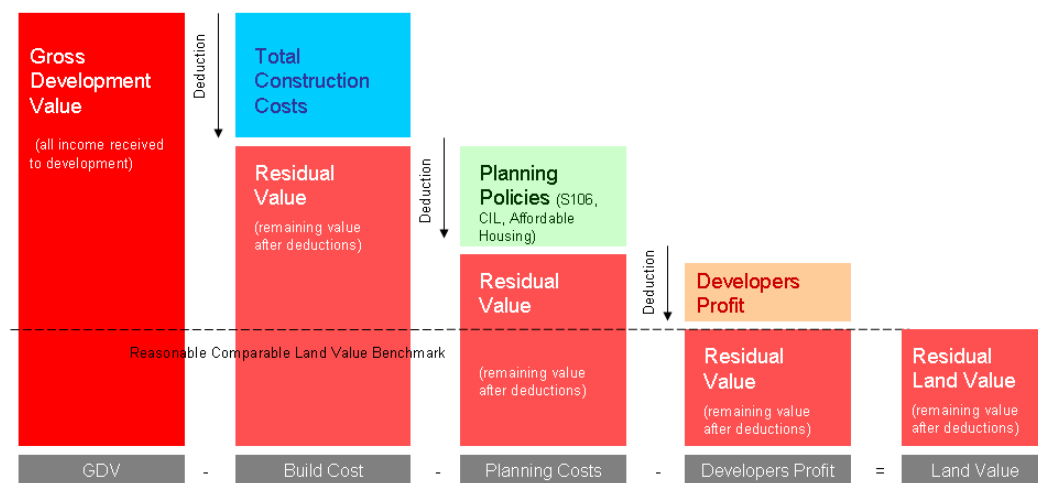 Gross
Development
Value
(all income received
to development)
Deduction
Total
Construction
Costs
Residual
Value
(remaining value
after deductions)
Deduction
Planning
Policies (S106,
CIL, Affordable
Housing)
Residual
Value
(remaining value
after deductions)
Deduction
Developers
Profit
Reasonable Comparable Land Value Benchmark
Residual
Value
(remaining value
after deductions)
Residual
Land Value
(remaining value
after deductions)
GDV - Build Cost - Planning Costs - Developers Profit = Land Value